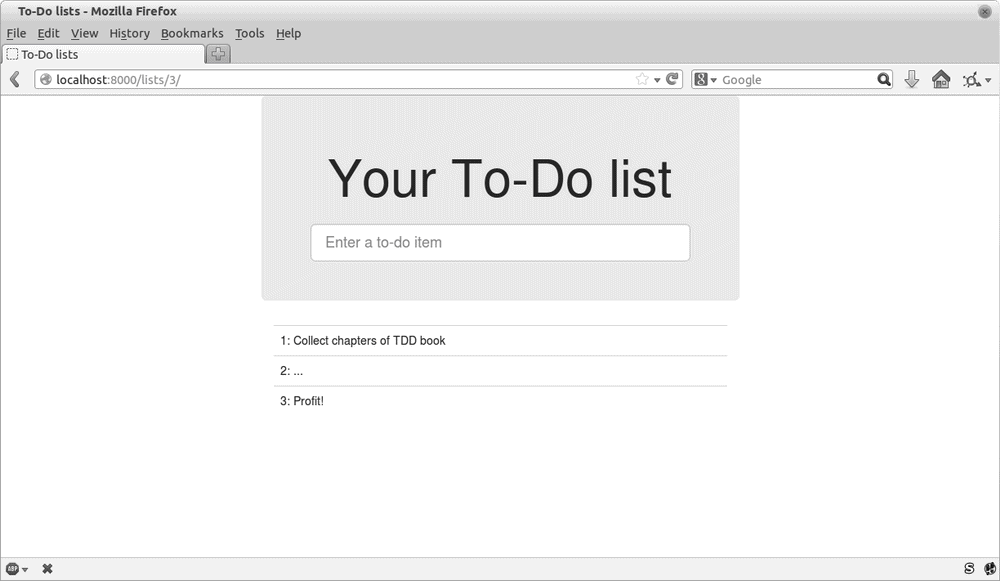 To-Do lists - Mozilla Firefox
File Edit View History Bookmarks Tools Help
To-Do lists
localhost:8000/lists/3/ Google
Your To-Do list
Enter a to-do item
1: Collect chapters of TDD book
2: ...
3: Profit!
ABP S